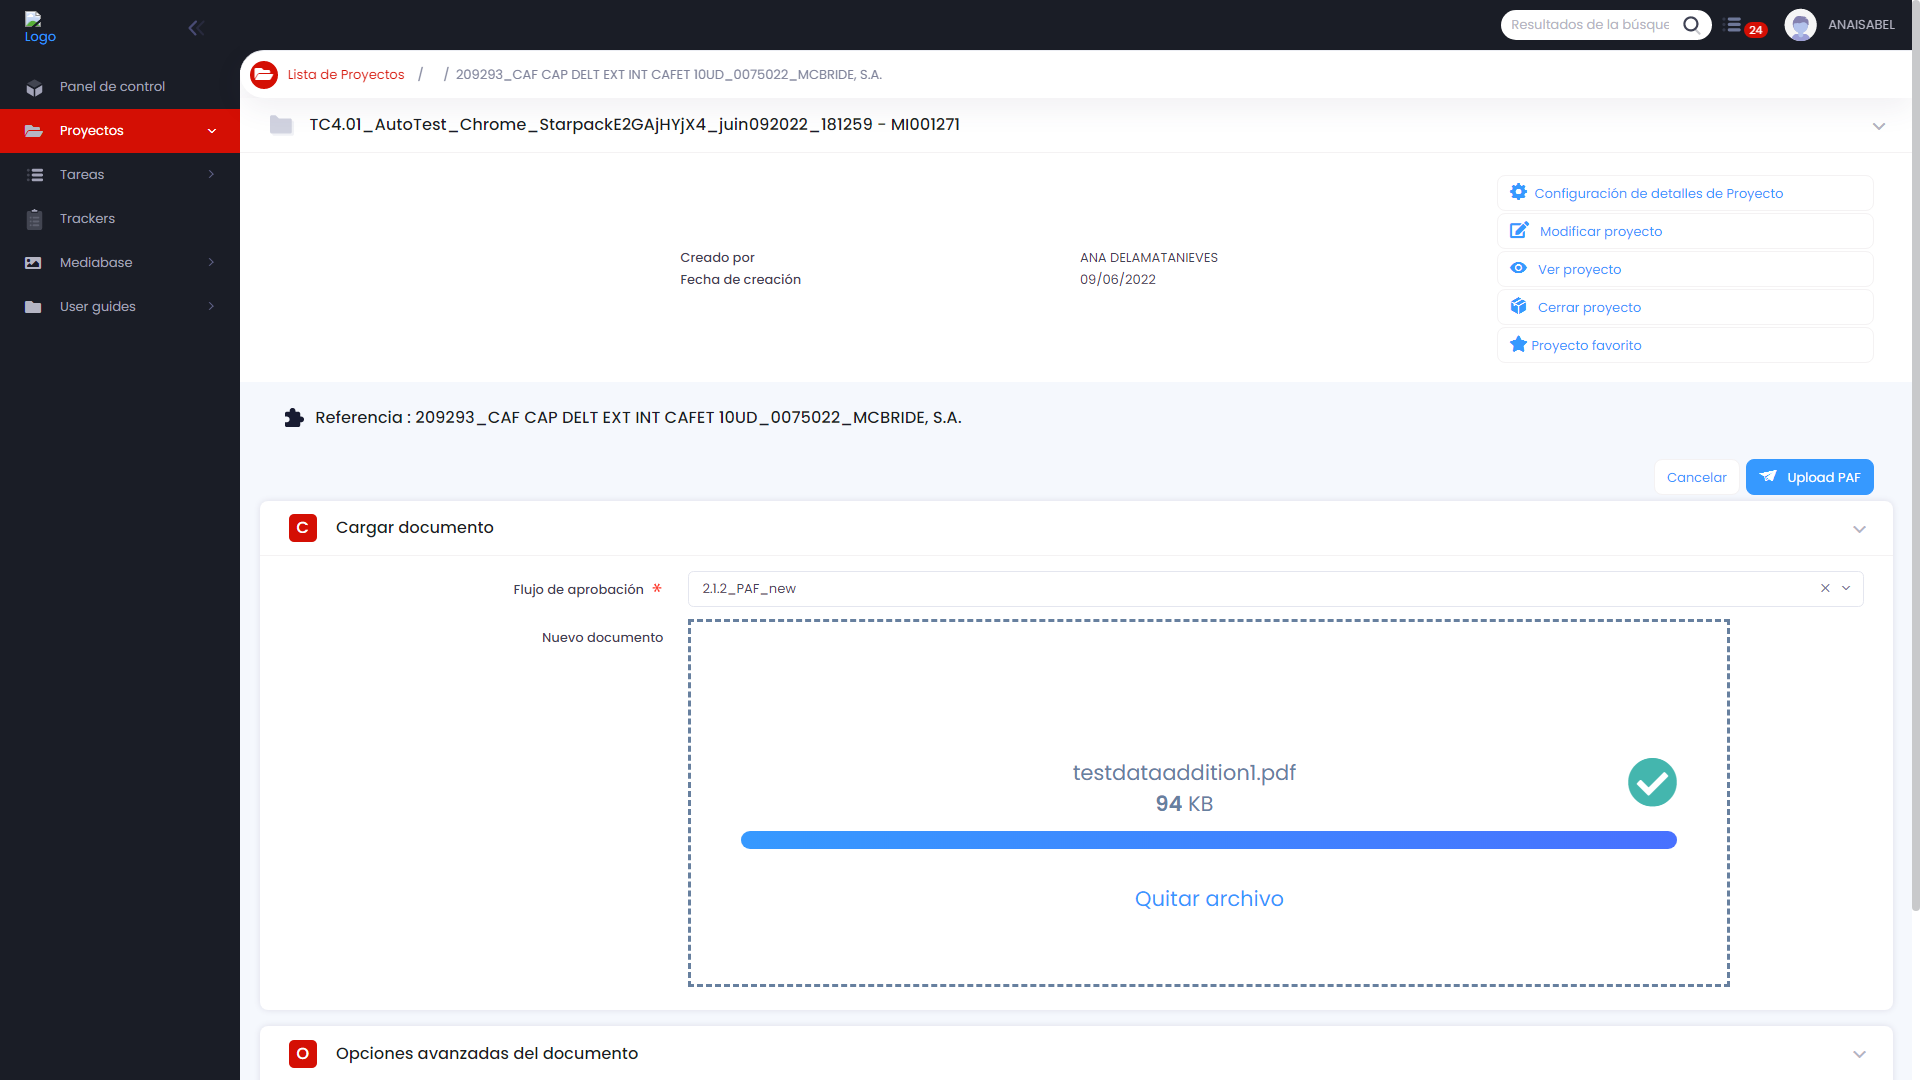 Logo
Resultados de la búsque
24
ANAISABEL
Panel de control
Proyectos
Tareas
Trackers
Mediabase
User guides
Lista de Proyectos / / 209293_CAF CAP DELT EXT INT CAFET 10UD_0075022_MCBRIDE, S.A.
TC4.01_AutoTest_Chrome_StarpackE2GAjHYjX4_juin092022_181259 - MI001271
Creado por ANA DELAMATANIEVES
Fecha de creación 09/06/2022
Configuración de detalles de Proyecto
Modificar proyecto
Ver proyecto
Cerrar proyecto
Proyecto favorito
Referencia : 209293_CAF CAP DELT EXT INT CAFET 10UD_0075022_MCBRIDE, S.A.
Cancelar
Upload PAF
C Cargar documento
Flujo de aprobación * 2.1.2_PAF_new
Nuevo documento
testdataaddition1.pdf
94 KB
Quitar archivo
O Opciones avanzadas del documento